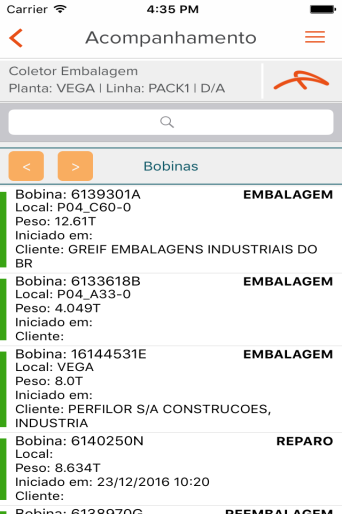 Carrier 4:35 PM
Acompanhamento
Coletor Embalagem
Planta: VEGA | Linha: PACK1 | D/A
< > Bobinas
Bobina: 6139301A EMBALAGEM
Local: P04_C60-0
Peso: 12.61T
Iniciado em:
Cliente: GREIF EMBALAGENS INDUSTRIAIS DO
BR
Bobina: 6133618B EMBALAGEM
Local: P04_A33-0
Peso: 4.049T
Iniciado em:
Cliente:
Bobina: 16144531E EMBALAGEM
Local: VEGA
Peso: 8.0T
Iniciado em:
Cliente: PERFILOR S/A CONSTRUCOES,
INDUSTRIA
Bobina: 6140250N REPARO
Local:
Peso: 8.634T
Iniciado em: 23/12/2016 10:20
Cliente:
Bobina: 6138970G REEMBALAGEM